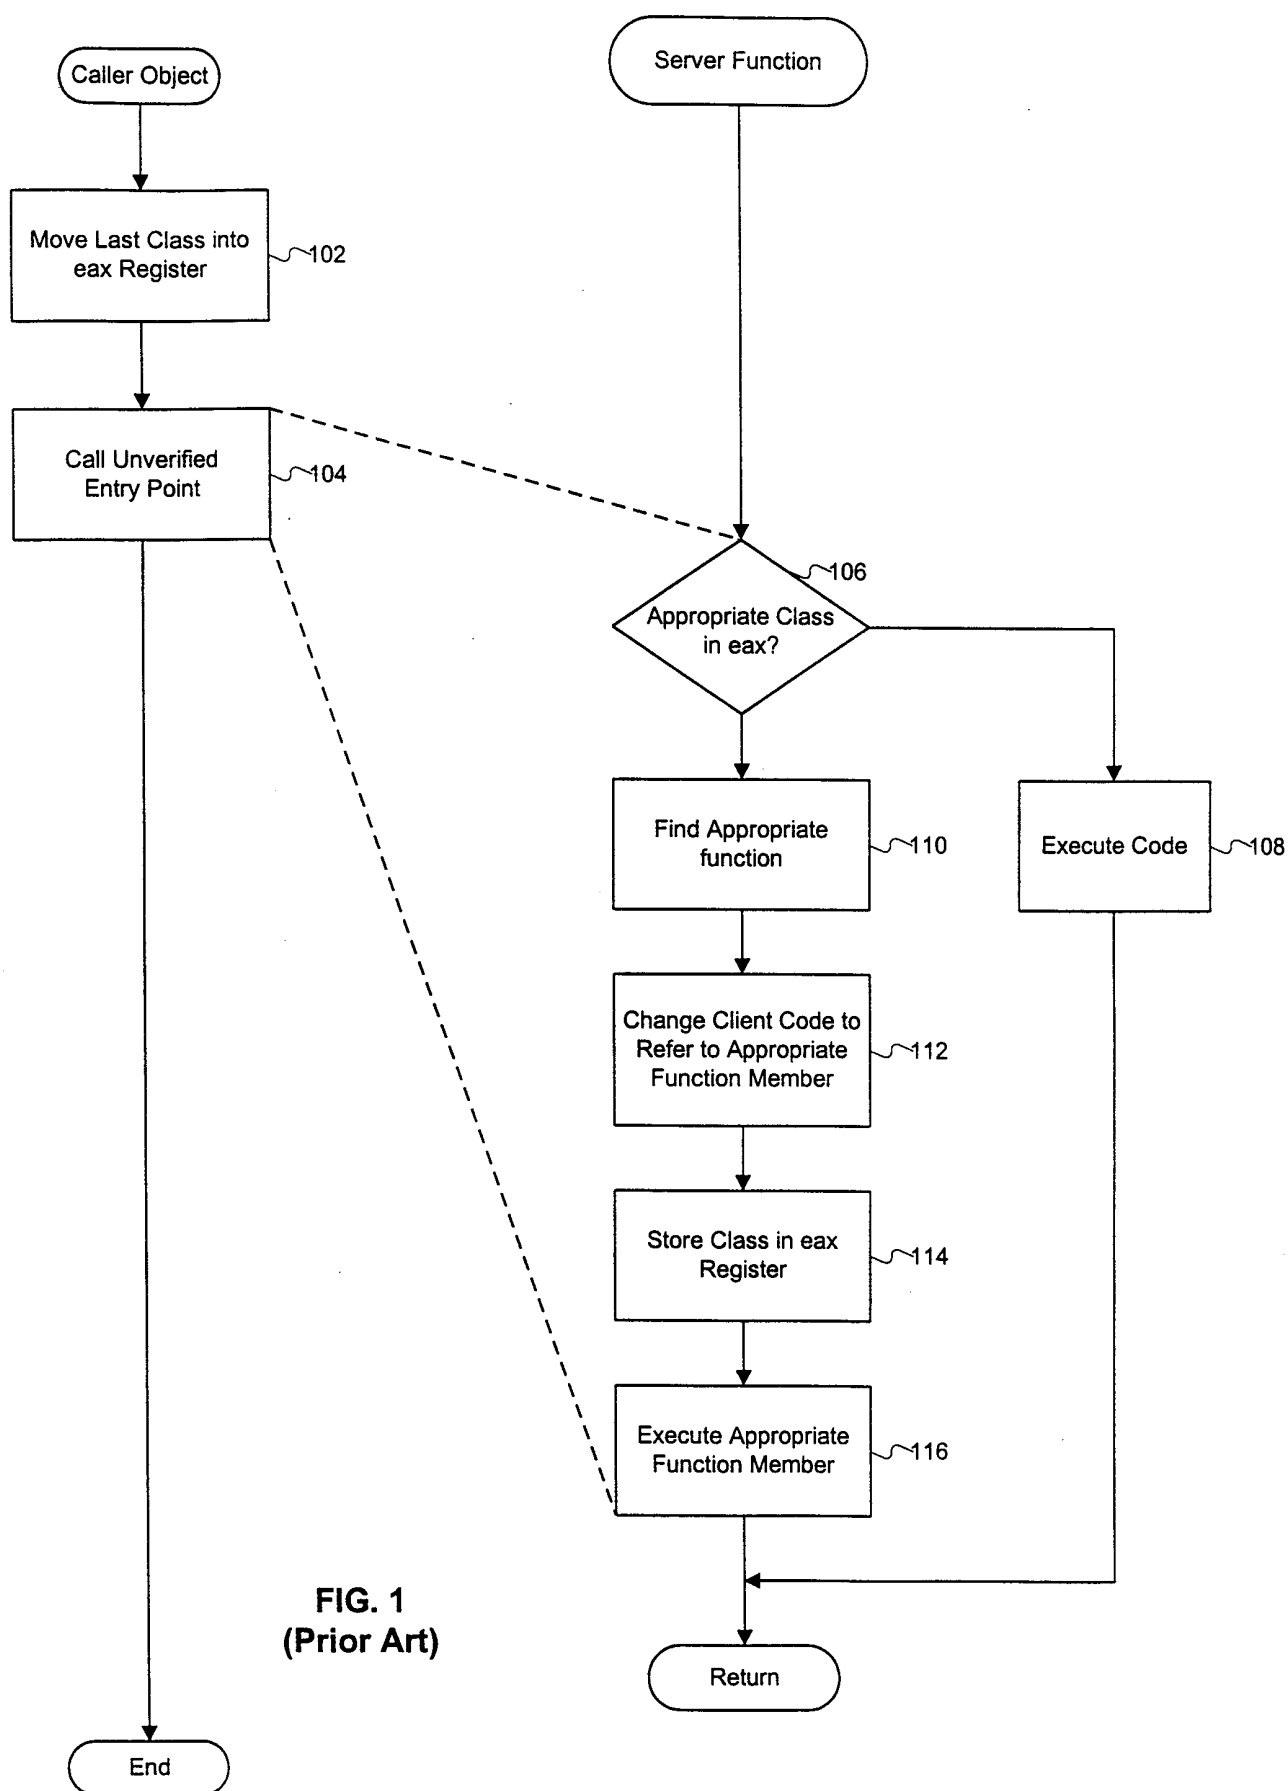 Caller Object
Move Last Class into
eax Register
102
Call Unverified
Entry Point
104
End
Server Function
106
Appropriate Class
in eax?
Execute Code
108
Find Appropriate
function
110
Change Client Code to
Refer to Appropriate
Function Member
112
Store Class in eax
Register
114
Execute Appropriate
Function Member
116
Return
FIG. 1
(Prior Art)